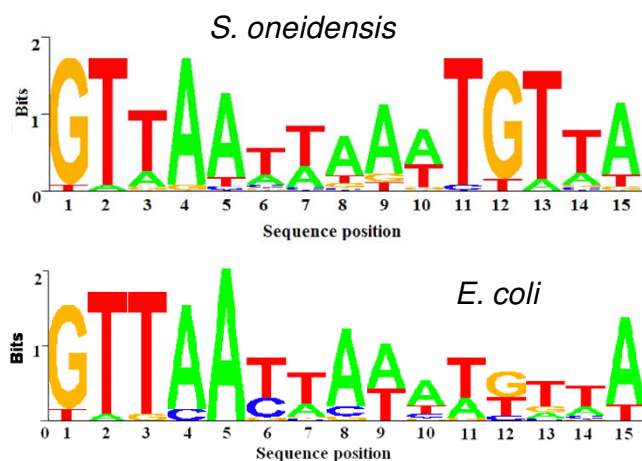 S. oneidensis
2
Bits
1
0
1 2 3 4 5 6 7 8 9 10 11 12 13 14 15
Sequence position
E. coli
2
Bits
1
0 1 2 3 4 5 6 7 8 9 10 11 12 13 14 15
Sequence position